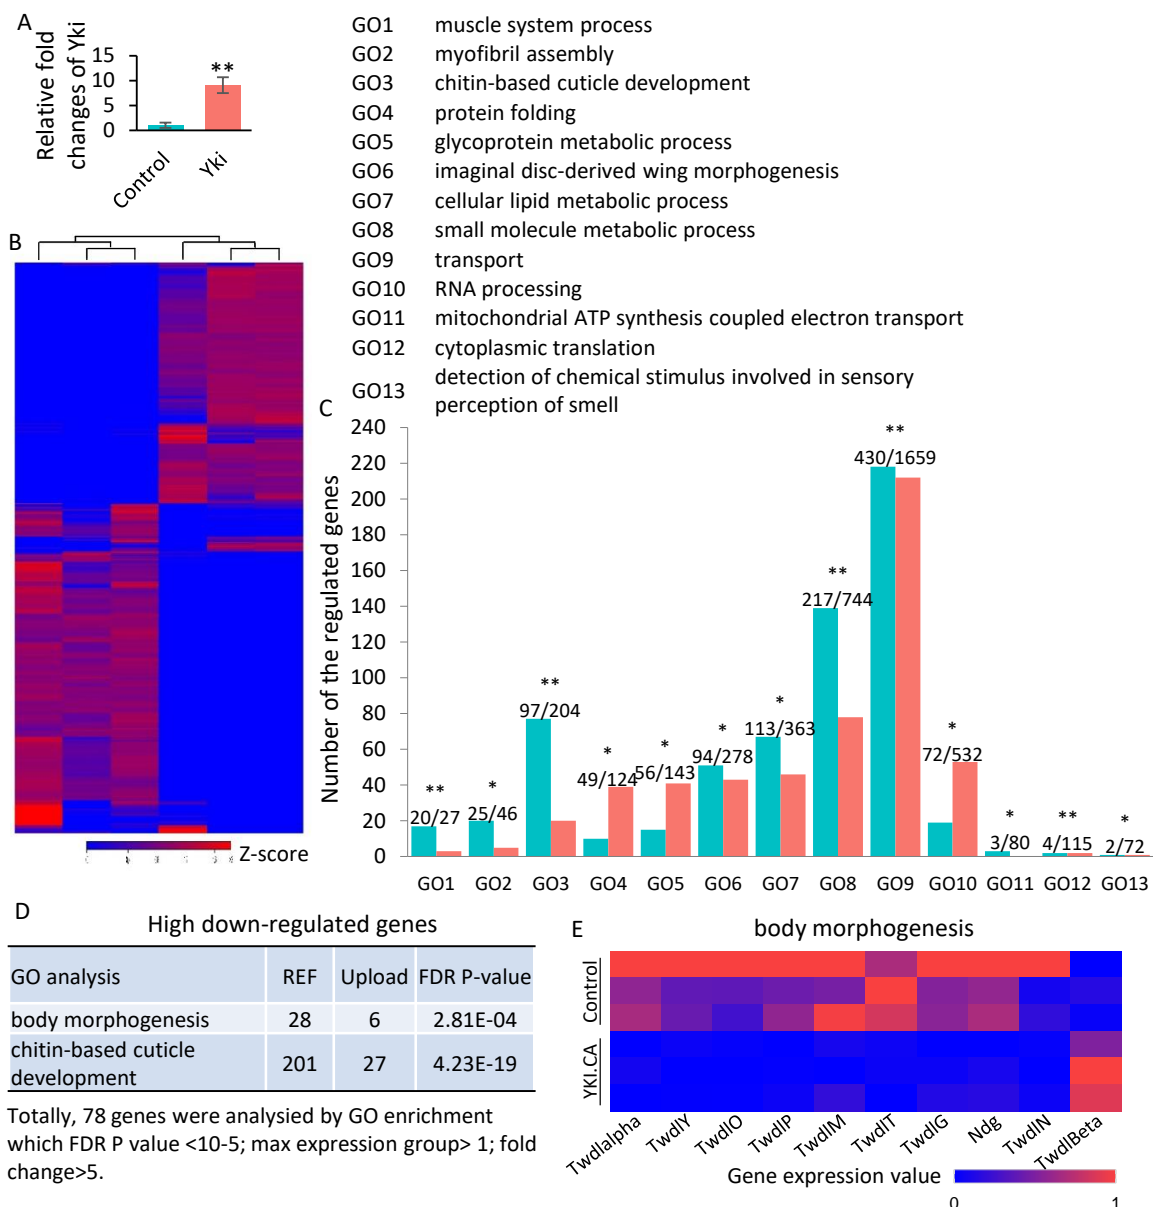 A
Relative fold
changes of Yki
15
10
5
0
**
Control
Yki
GO1 muscle system process
GO2 myofibril assembly
GO3 chitin-based cuticle development
GO4 protein folding
GO5 glycoprotein metabolic process
GO6 imaginal disc-derived wing morphogenesis
GO7 cellular lipid metabolic process
GO8 small molecule metabolic process
GO9 transport
GO10 RNA processing
GO11 mitochondrial ATP synthesis coupled electron transport
GO12 cytoplasmic translation
GO13 detection of chemical stimulus involved in sensory
perception of smell
B
Z-score
C
Number of the regulated genes
240
220
200
180
160
140
120
100
80
60
40
20
0
**
20/27
*
25/46
**
97/204
*
49/124
*
56/143
*
94/278
*
113/363
**
217/744
**
430/1659
*
72/532
*
3/80
**
4/115
*
2/72
GO1 GO2 GO3 GO4 GO5 GO6 GO7 GO8 GO9 GO10 GO11 GO12 GO13
D
High down-regulated genes
GO analysis REF Upload FDR P-value
body morphogenesis 28 6 2.81E-04
chitin-based cuticle
development 201 27 4.23E-19
Totally, 78 genes were analysied by GO enrichment
which FDR P value <10-5; max expression group> 1; fold
change>5.
E
body morphogenesis
Control
YKI.CA
Twdlalpha TwdlY TwdlO TwdlP TwdlM TwdlT TwdlG Ndg TwdlN TwdlBeta
Gene expression value
0 1